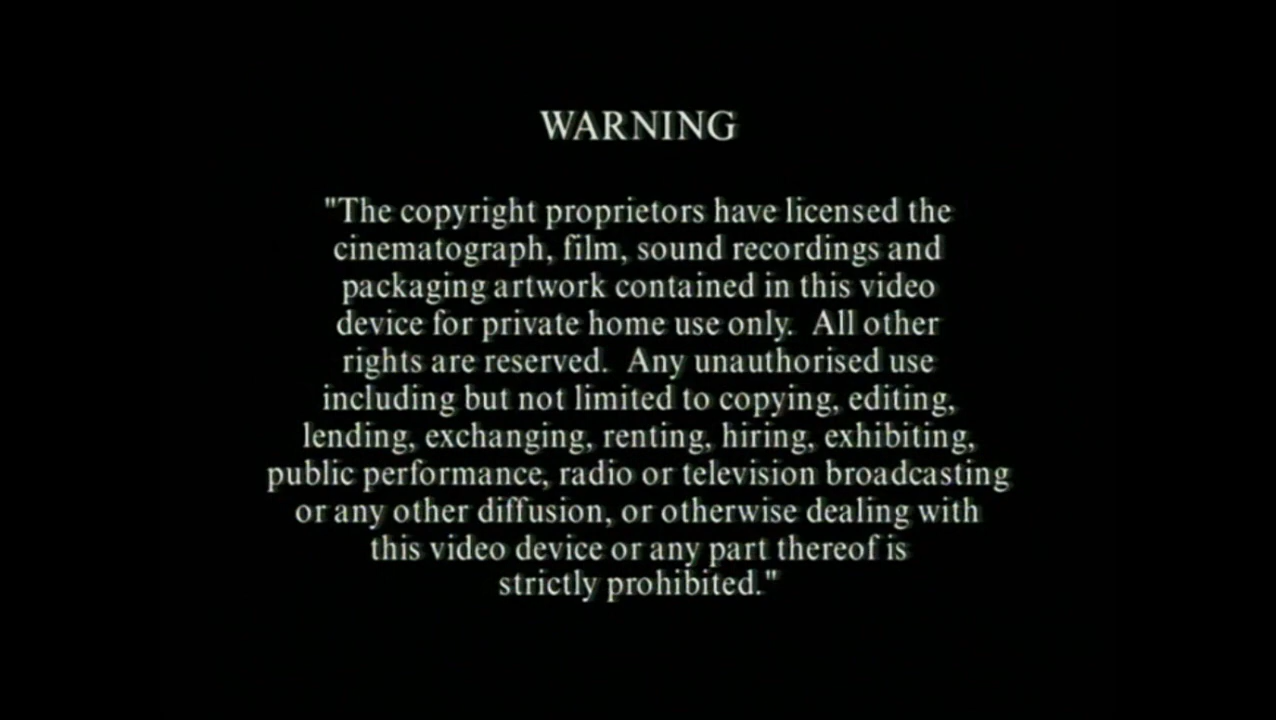 WARNING
"The copyright proprietors have licensed the
cinematograph, film, sound recordings and
packaging artwork contained in this video
device for private home use only.  All other
rights are reserved.  Any unauthorised use
including but not limited to copying, editing,
lending, exchanging, renting, hiring, exhibiting,
public performance, radio or television broadcasting
or any other diffusion, or otherwise dealing with
this video device or any part thereof is
strictly prohibited."